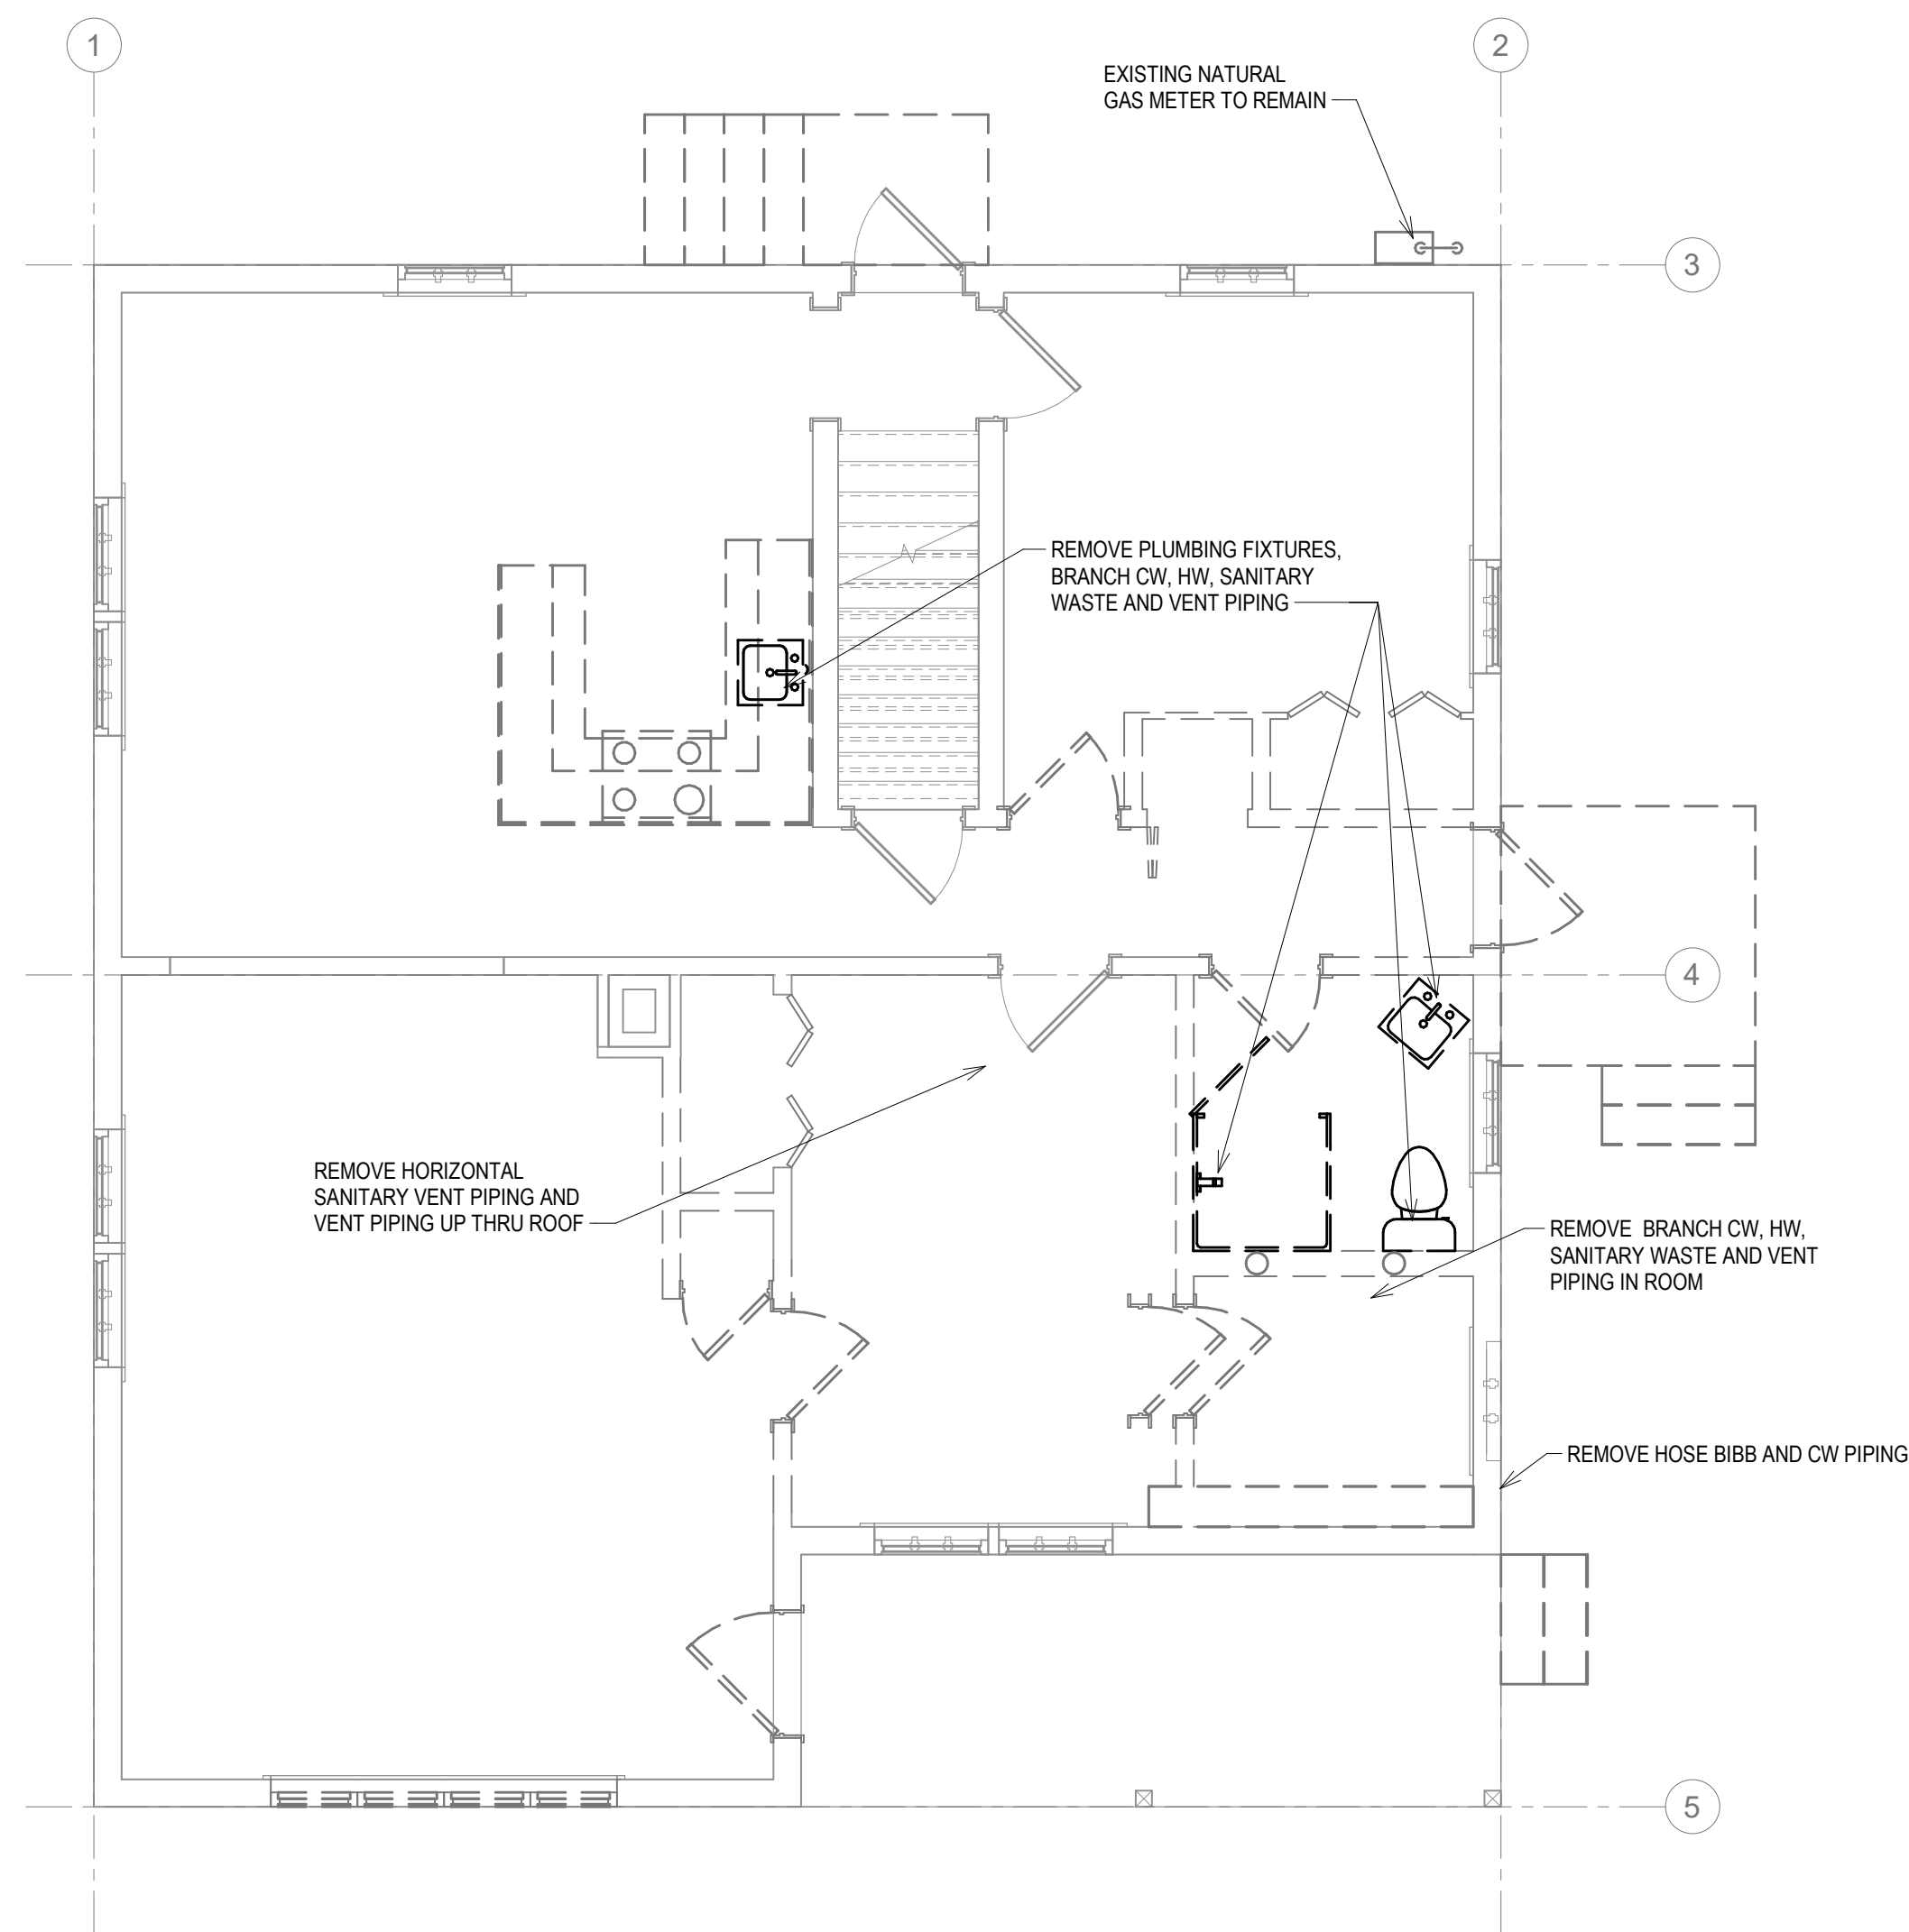 1
2
EXISTING NATURAL
GAS METER TO REMAIN
3
REMOVE PLUMBING FIXTURES,
BRANCH CW, HW, SANITARY
WASTE AND VENT PIPING
4
REMOVE HORIZONTAL
SANITARY VENT PIPING AND
VENT PIPING UP THRU ROOF
REMOVE BRANCH CW, HW,
SANITARY WASTE AND VENT
PIPING IN ROOM
REMOVE HOSE BIBB AND CW PIPING
5